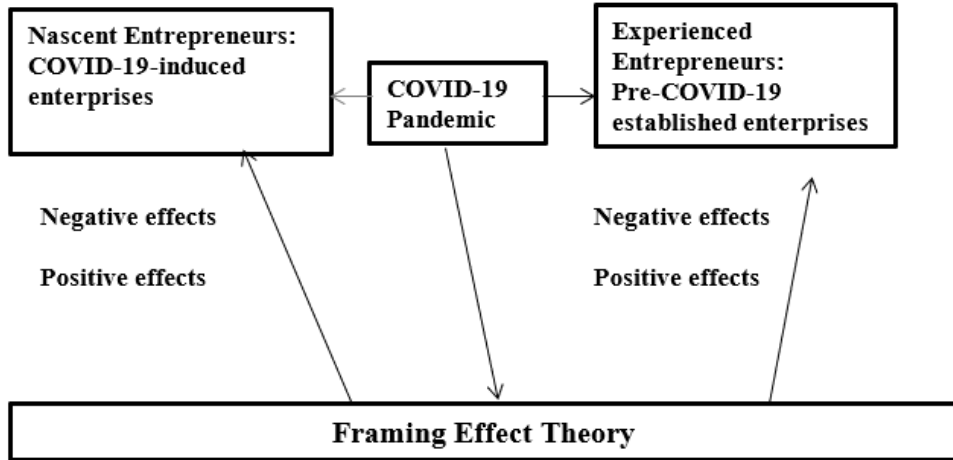 Nascent Entrepreneurs:
COVID-19-induced
enterprises
COVID-19
Pandemic
Experienced
Entrepreneurs:
Pre-COVID-19
established enterprises
Negative effects
Positive effects
Negative effects
Positive effects
Framing Effect Theory